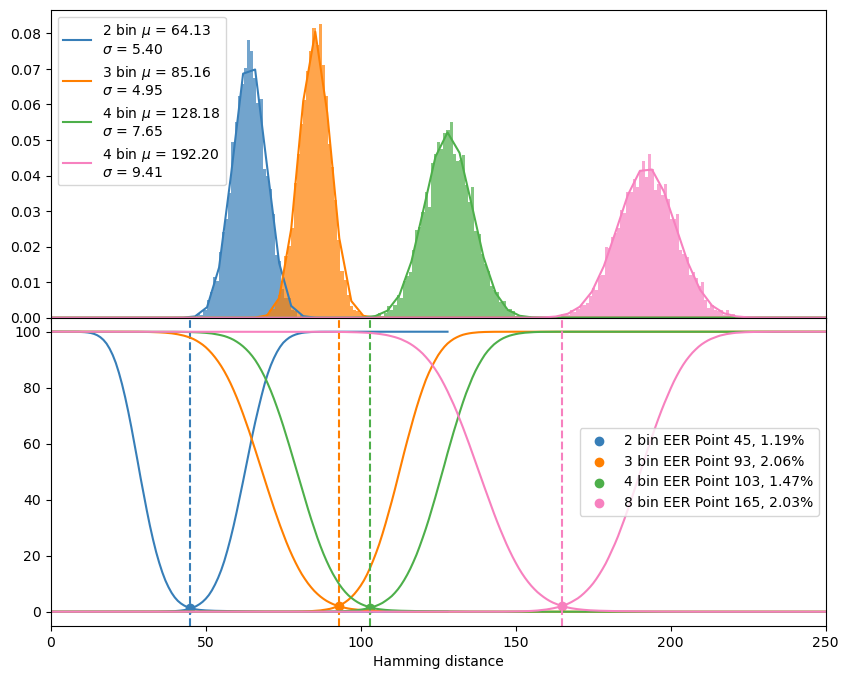 0.08
0.07
0.06
0.05
0.04
0.03
0.02
0.01
0.00
2 bin μ = 64.13
σ = 5.40
3 bin μ = 85.16
σ = 4.95
4 bin μ = 128.18
σ = 7.65
4 bin μ = 192.20
σ = 9.41
100
80
60
40
20
0
2 bin EER Point 45, 1.19%
3 bin EER Point 93, 2.06%
4 bin EER Point 103, 1.47%
8 bin EER Point 165, 2.03%
0 50 100 150 200 250
Hamming distance